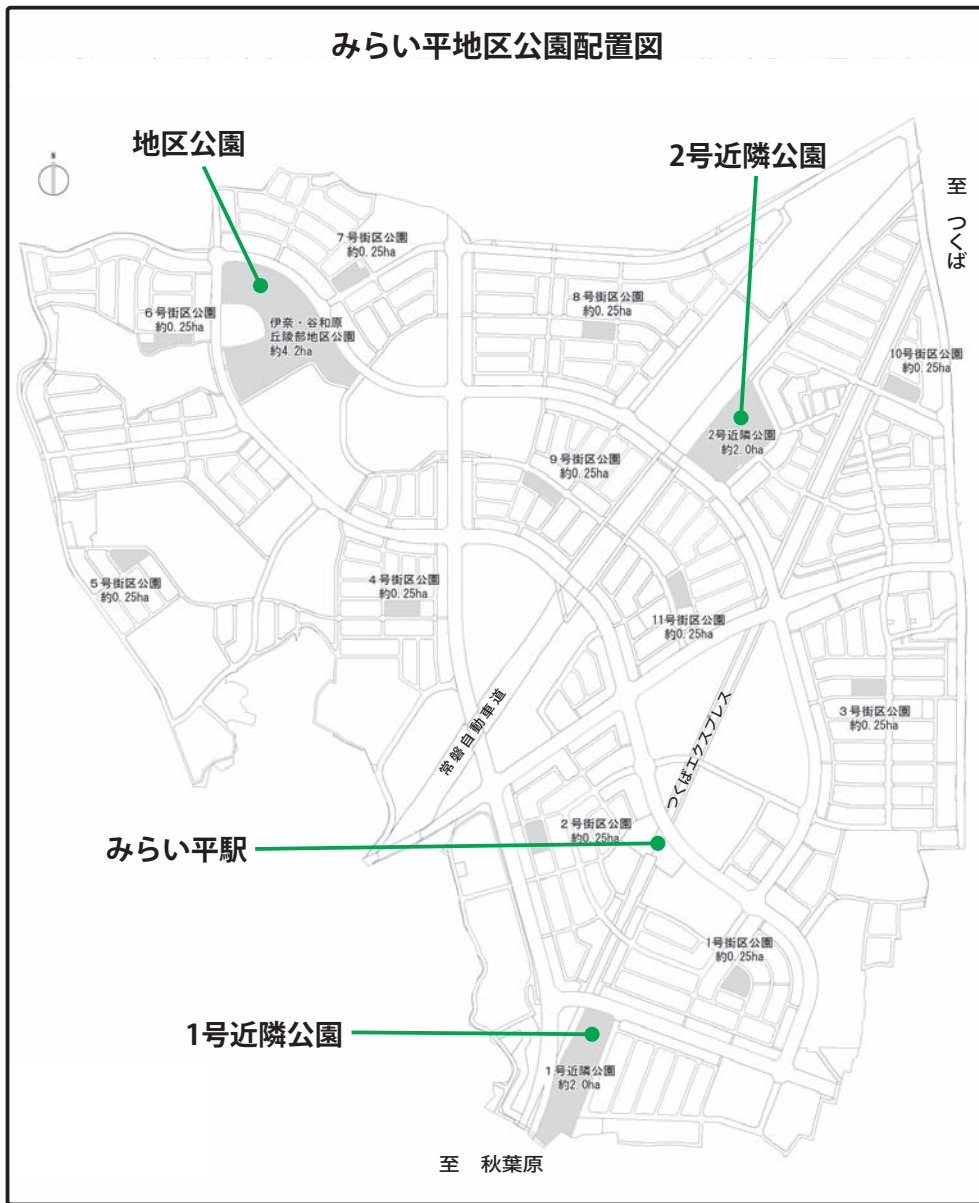 みらい平地区公園配置図
地区公園
2号近隣公園
N
至 つくば
7号街区公園
約0.25ha
6号街区公園
約0.25ha
伊奈・谷和原
丘陵部地区公園
約4.2ha
8号街区公園
約0.25ha
10号街区公園
約0.25ha
2号近隣公園
約2.0ha
9号街区公園
約0.25ha
5号街区公園
約0.25ha
4号街区公園
約0.25ha
11号街区公園
約0.25ha
常磐自動車道
つくばエクスプレス
3号街区公園
約0.25ha
みらい平駅
2号街区公園
約0.25ha
1号街区公園
約0.25ha
1号近隣公園
1号近隣公園
約2.0ha
至 秋葉原